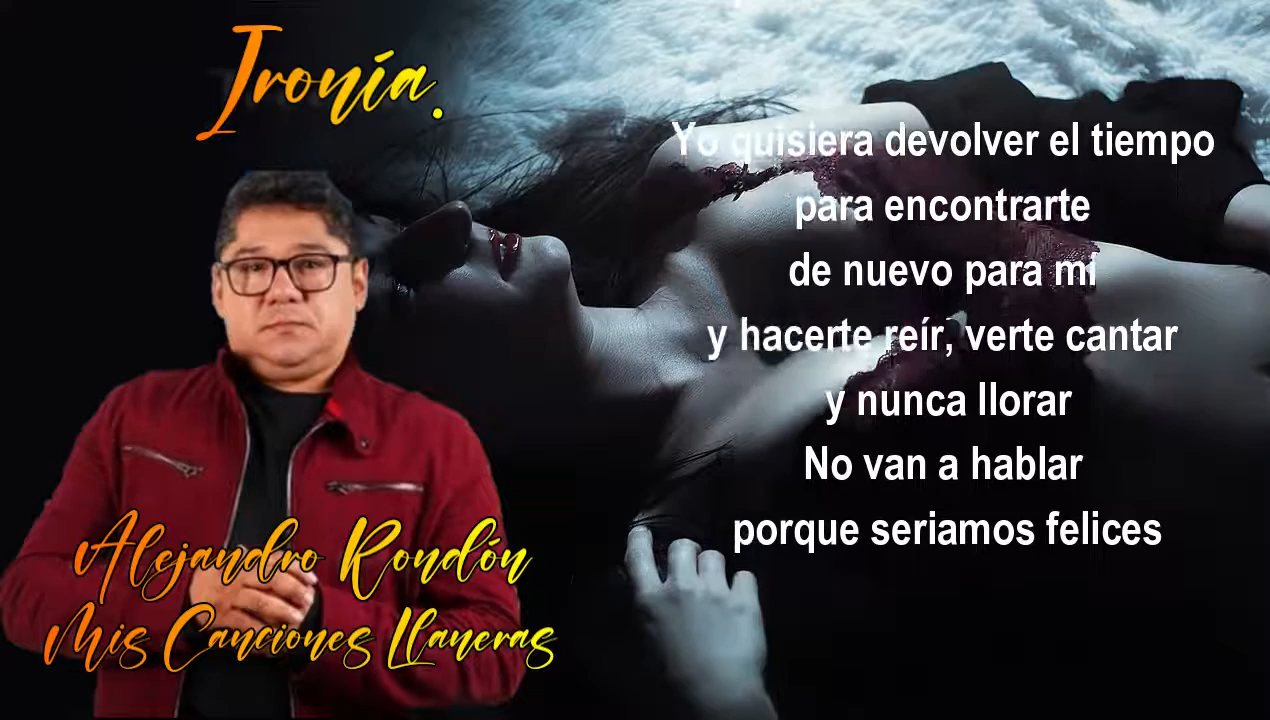 Ironía.
Yo quisiera devolver el tiempo
para encontrarte
de nuevo para mí
y hacerte reír, verte cantar
y nunca llorar
No van a hablar
porque seriamos felices
Alejandro Rondón
Mis Canciones Llaneras